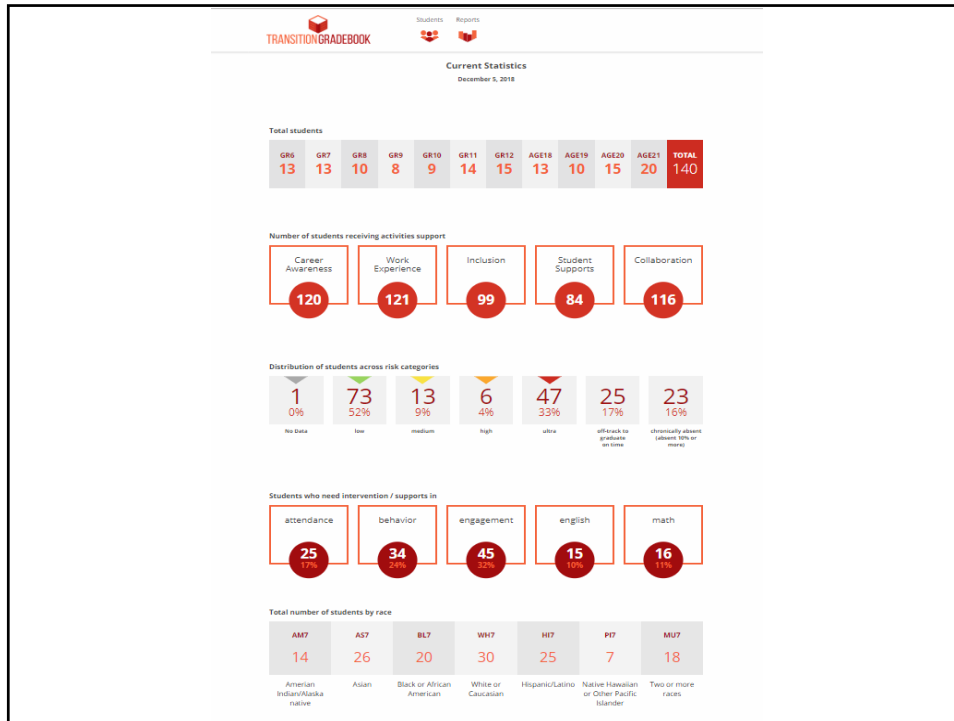 Students Reports
TRANSITIONGRADEBOOK
Current Statistics
December 5, 2018
Total students
GR6 GR7 GR8 GR9 GR10 GR11 GR12 AGE18 AGE19 AGE20 AGE21 TOTAL
13 13 10 8 9 14 15 13 10 15 20 140
Number of students receiving activities support
Career Work Inclusion Student Collaboration
Awareness Experience Supports
120 121 99 84 116
Distribution of students across risk categories
1 73 13 6 47 25 23
0% 52% 9% 4% 33% 17% 16%
No Data low medium high ultra off-track to chronically absent
graduate (absent 10% or
on time more)
Students who need intervention / supports in
attendance behavior engagement english math
25 34 45 15 16
17% 24% 32% 10% 11%
Total number of students by race
AM7 AS7 BL7 WH7 HI7 PI7 MU7
14 26 20 30 25 7 18
Amerian Asian Black or African White or Hispanic/Latino Native Hawaiian Two or more
Indian/Alaska American Caucasian or Other Pacific races
native Islander